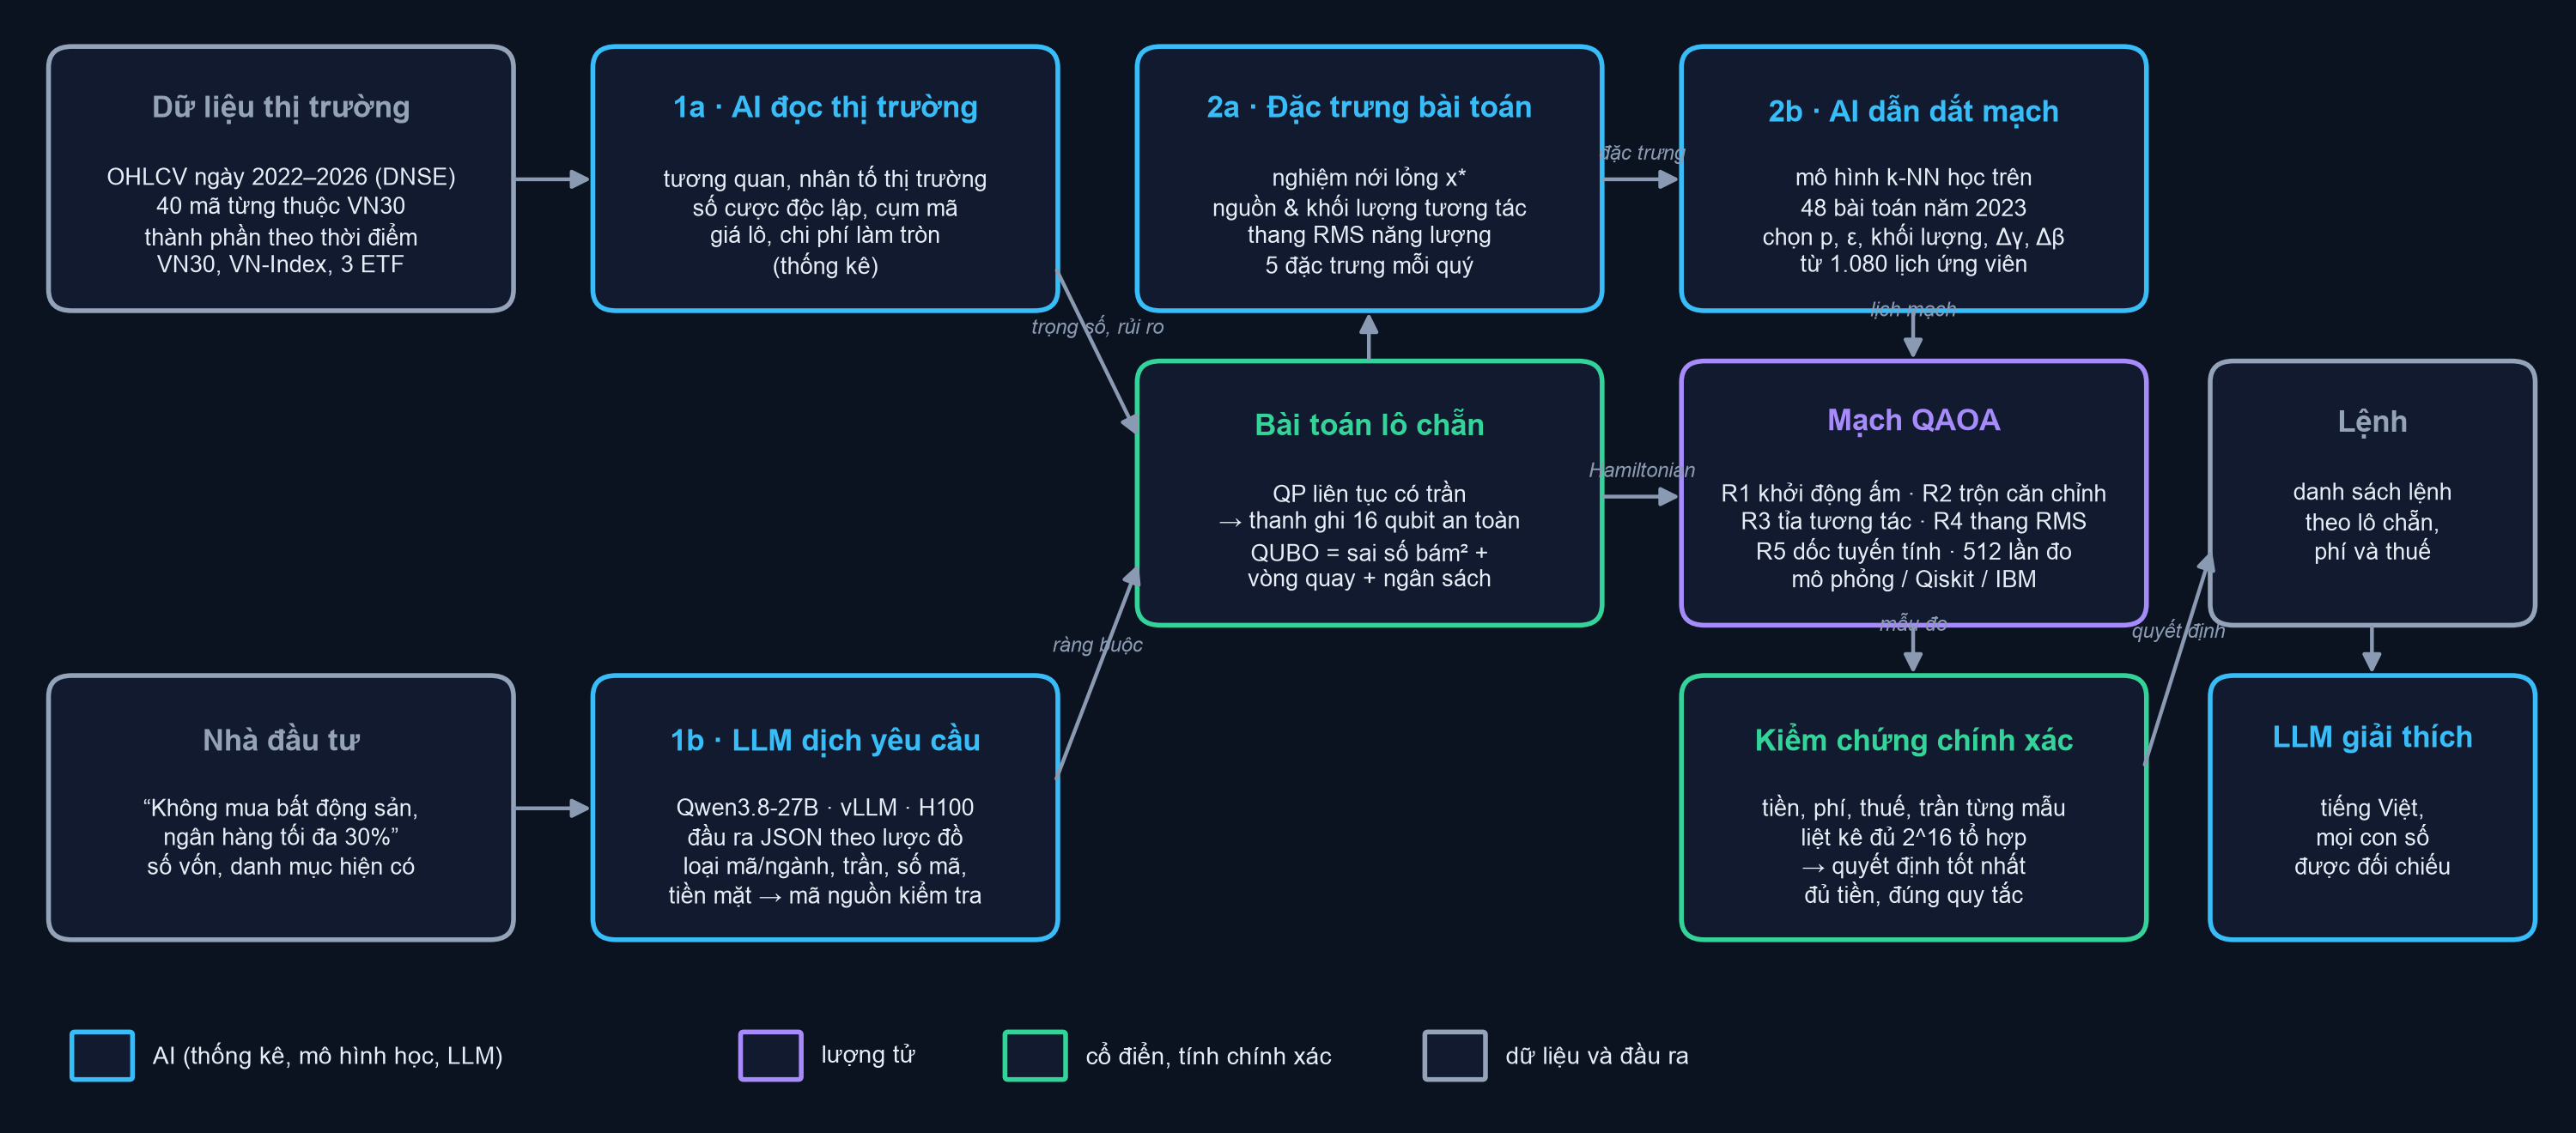 Dữ liệu thị trường
OHLCV ngày 2022–2026 (DNSE)
40 mã từng thuộc VN30
thành phần theo thời điểm
VN30, VN-Index, 3 ETF
1a · AI đọc thị trường
tương quan, nhân tố thị trường
số cược độc lập, cụm mã
giá lô, chi phí làm tròn
(thống kê)
2a · Đặc trưng bài toán
nghiệm nới lỏng x*
nguồn & khối lượng tương tác
thang RMS năng lượng
5 đặc trưng mỗi quý
đặc trưng
2b · AI dẫn dắt mạch
mô hình k-NN học trên
48 bài toán năm 2023
chọn p, ε, khối lượng, Δγ, Δβ
từ 1.080 lịch ứng viên
lịch mạch
trọng số, rủi ro
Bài toán lô chẵn
QP liên tục có trần
→ thanh ghi 16 qubit an toàn
QUBO = sai số bám² +
vòng quay + ngân sách
Hamiltonian
Mạch QAOA
R1 khởi động ấm · R2 trộn căn chỉnh
R3 tỉa tương tác · R4 thang RMS
R5 dốc tuyến tính · 512 lần đo
mô phỏng / Qiskit / IBM
Lệnh
danh sách lệnh
theo lô chẵn,
phí và thuế
mẫu đo
quyết định
ràng buộc
Nhà đầu tư
“Không mua bất động sản,
ngân hàng tối đa 30%”
số vốn, danh mục hiện có
1b · LLM dịch yêu cầu
Qwen3.8-27B · vLLM · H100
đầu ra JSON theo lược đồ
loại mã/ngành, trần, số mã,
tiền mặt → mã nguồn kiểm tra
Kiểm chứng chính xác
tiền, phí, thuế, trần từng mẫu
liệt kê đủ 2^16 tổ hợp
→ quyết định tốt nhất
đủ tiền, đúng quy tắc
LLM giải thích
tiếng Việt,
mọi con số
được đối chiếu
AI (thống kê, mô hình học, LLM)
lượng tử
cổ điển, tính chính xác
dữ liệu và đầu ra